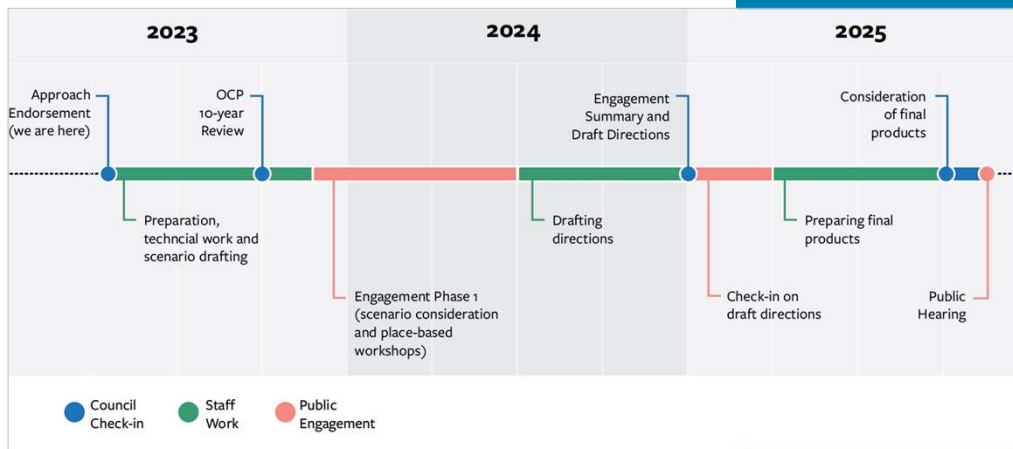 2023
2024
2025
Approach
Endorsement
(we are here)
OCP
10-year
Review
Engagement
Summary and
Draft Directions
Consideration
of final
products
Preparation,
techncial work and
scenario drafting
Drafting
directions
Preparing final
products
Engagement Phase 1
(scenario consideration
and place-based
workshops)
Check-in on
draft directions
Public
Hearing
Council
Check-in
Staff
Work
Public
Engagement